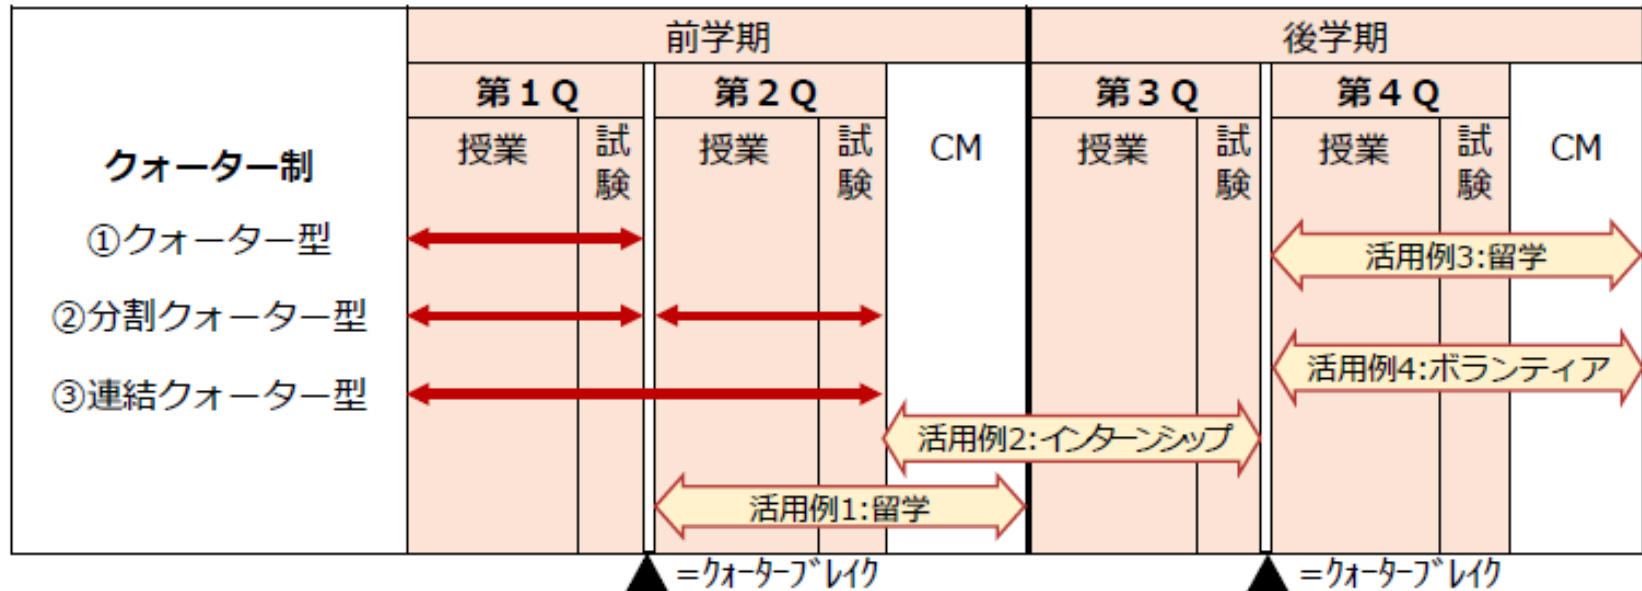 前学期 後学期
第1Q 第2Q 第3Q 第4Q
クォーター制 授業 試験 授業 試験 CM 授業 試験 授業 試験 CM
①クォーター型
活用例3:留学
②分割クォーター型
活用例4:ボランティア
③連結クォーター型
活用例2:インターンシップ
活用例1:留学
▲=クォーターブレイク ▲=クォーターブレイク